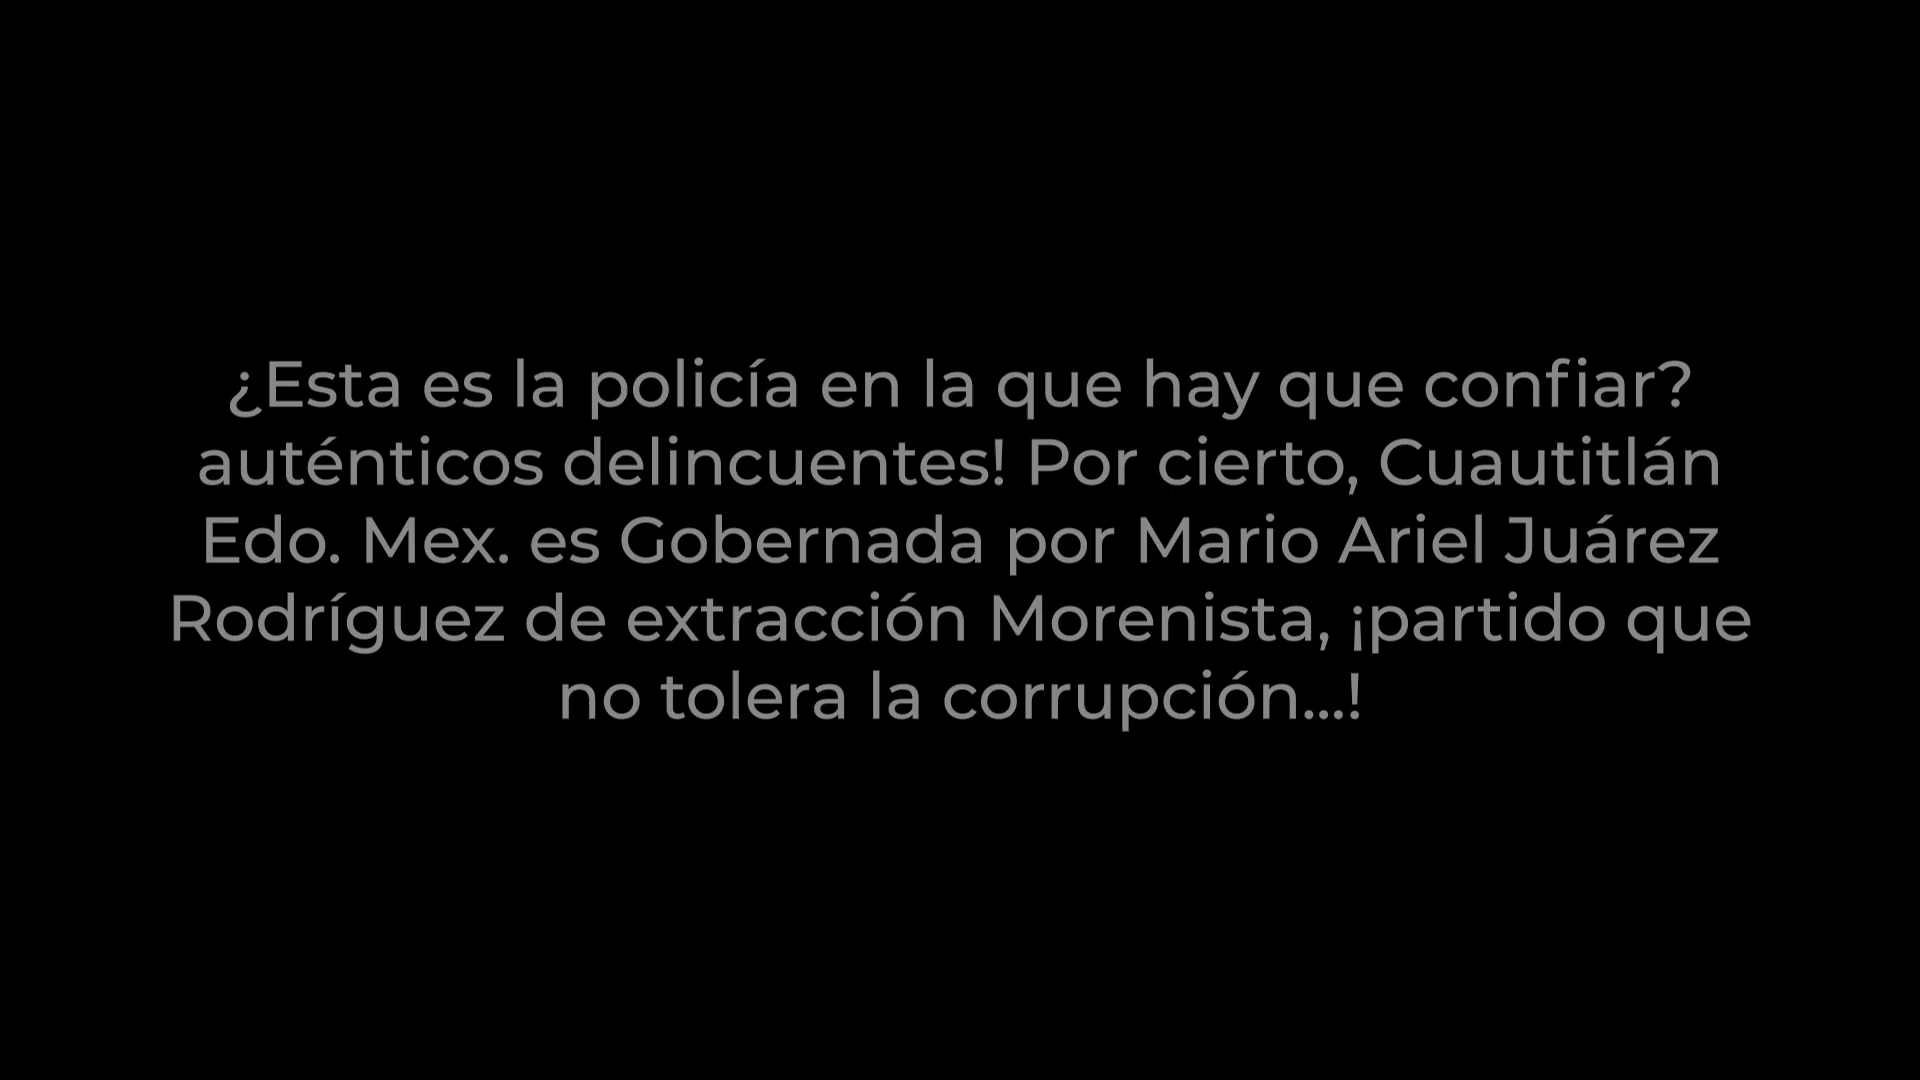 ¿Esta es la policía en la que hay que confiar?
auténticos delincuentes! Por cierto, Cuautitlán
Edo. Mex. es Gobernada por Mario Ariel Juárez
Rodríguez de extracción Morenista, ¡partido que
no tolera la corrupción...!